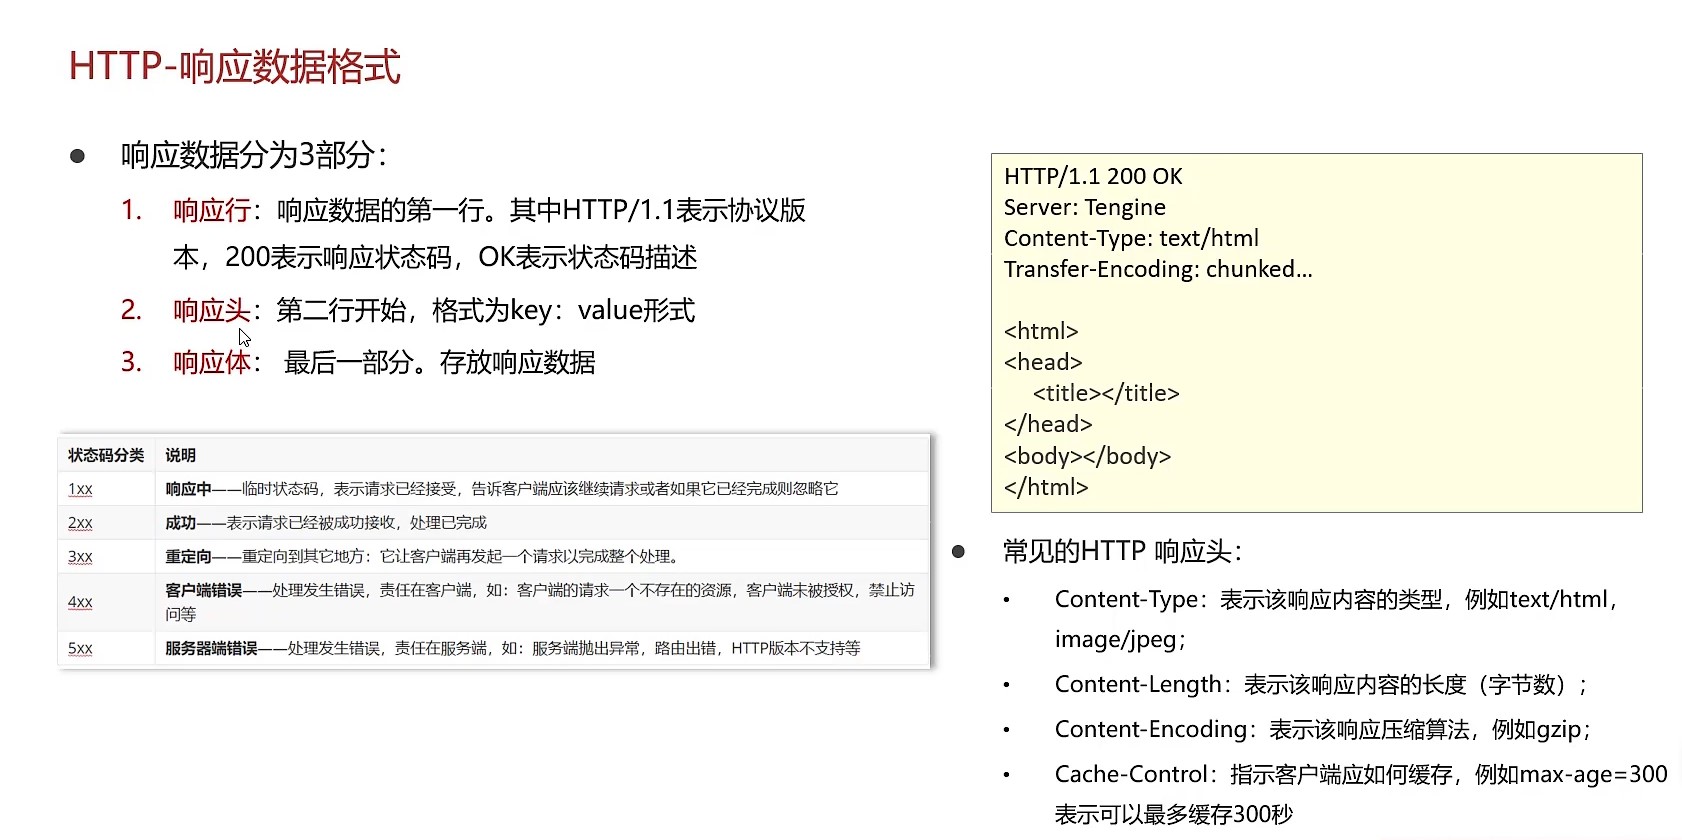 HTTP-响应数据格式
● 响应数据分为3部分：
1. 响应行：响应数据的第一行。其中HTTP/1.1表示协议版
本，200表示响应状态码，OK表示状态码描述
2. 响应头：第二行开始，格式为key：value形式
3. 响应体： 最后一部分。存放响应数据
状态码分类 说明
1xx 响应中——临时状态码，表示请求已经接受，告诉客户端应该继续请求或者如果它已经完成则忽略它
2xx 成功——表示请求已经被成功接收，处理已完成
3xx 重定向——重定向到其它地方：它让客户端再发起一个请求以完成整个处理。
4xx 客户端错误——处理发生错误，责任在客户端，如：客户端的请求一个不存在的资源，客户端未被授权，禁止访
问等
5xx 服务器端错误——处理发生错误，责任在服务端，如：服务端抛出异常，路由出错，HTTP版本不支持等
HTTP/1.1 200 OK
Server: Tengine
Content-Type: text/html
Transfer-Encoding: chunked...
<html>
<head>
<title></title>
</head>
<body></body>
</html>
● 常见的HTTP 响应头：
• Content-Type：表示该响应内容的类型，例如text/html，
image/jpeg；
• Content-Length：表示该响应内容的长度（字节数）；
• Content-Encoding：表示该响应压缩算法，例如gzip；
• Cache-Control：指示客户端应如何缓存，例如max-age=300
表示可以最多缓存300秒